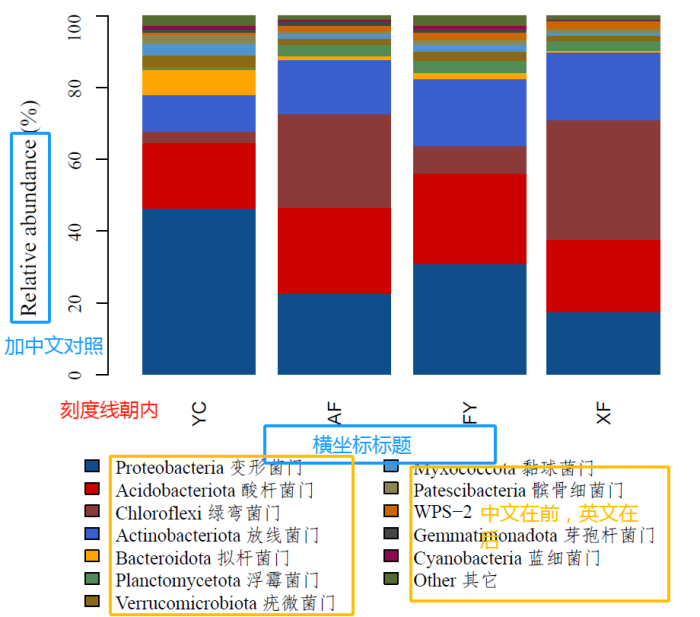 100
80
60
40
20
0
Relative abundance (%)
加中文对照
刻度线朝内
YC
AF
FY
XF
横坐标标题
Proteobacteria 变形菌门
Acidobacteriota 酸杆菌门
Chloroflexi 绿弯菌门
Actinobacteriota 放线菌门
Bacteroidota 拟杆菌门
Planctomycetota 浮霉菌门
Verrucomicrobiota 疣微菌门
Myxococcota 黏球菌门
Patescibacteria 髌骨细菌门
WPS-2
中文在前，英文在
后
Gemmatimonadota 芽孢杆菌门
Cyanobacteria 蓝细菌门
Other 其它